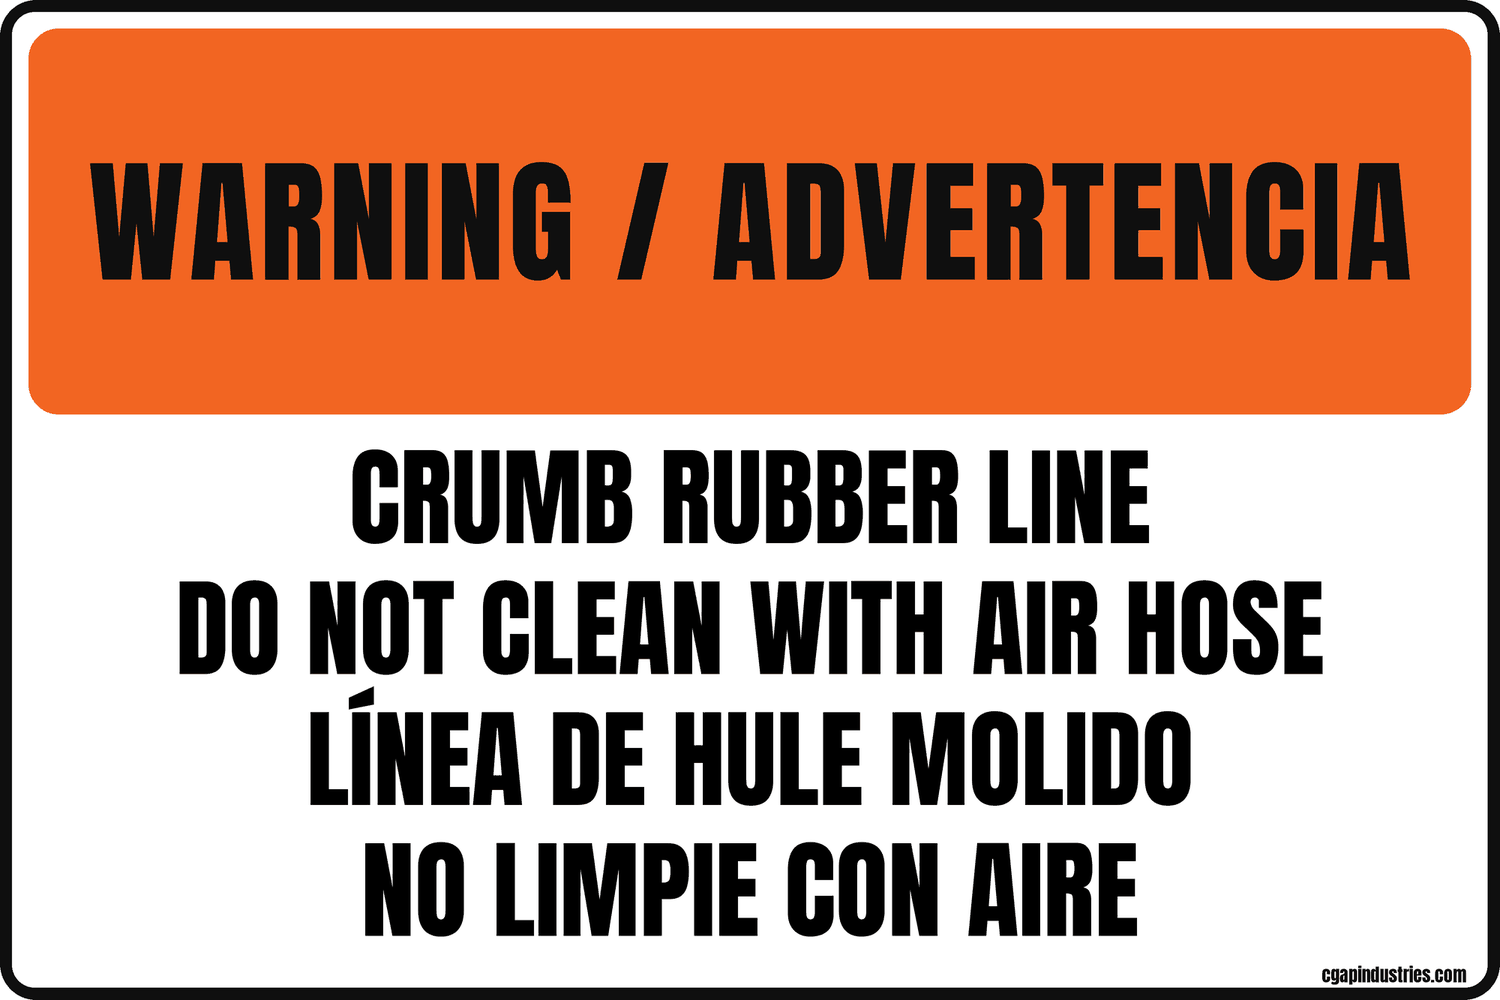 WARNING / ADVERTENCIA
CRUMB RUBBER LINE
DO NOT CLEAN WITH AIR HOSE
LÍNEA DE HULE MOLIDO
NO LIMPIE CON AIRE
cgapindustries.com